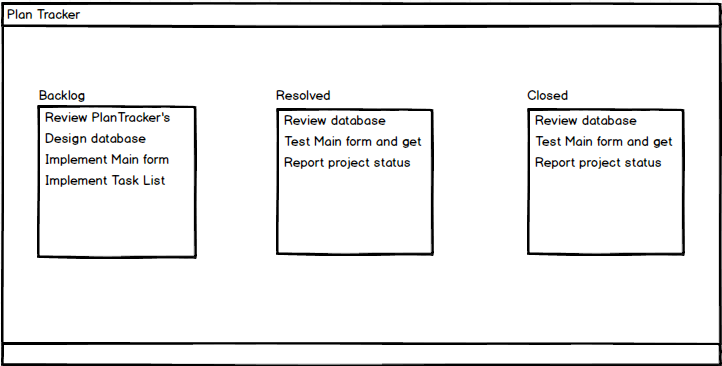 Plan Tracker
Backlog
Review PlanTracker's
Design database
Implement Main form
Implement Task List
Resolved
Review database
Test Main form and get
Report project status
Closed
Review database
Test Main form and get
Report project status